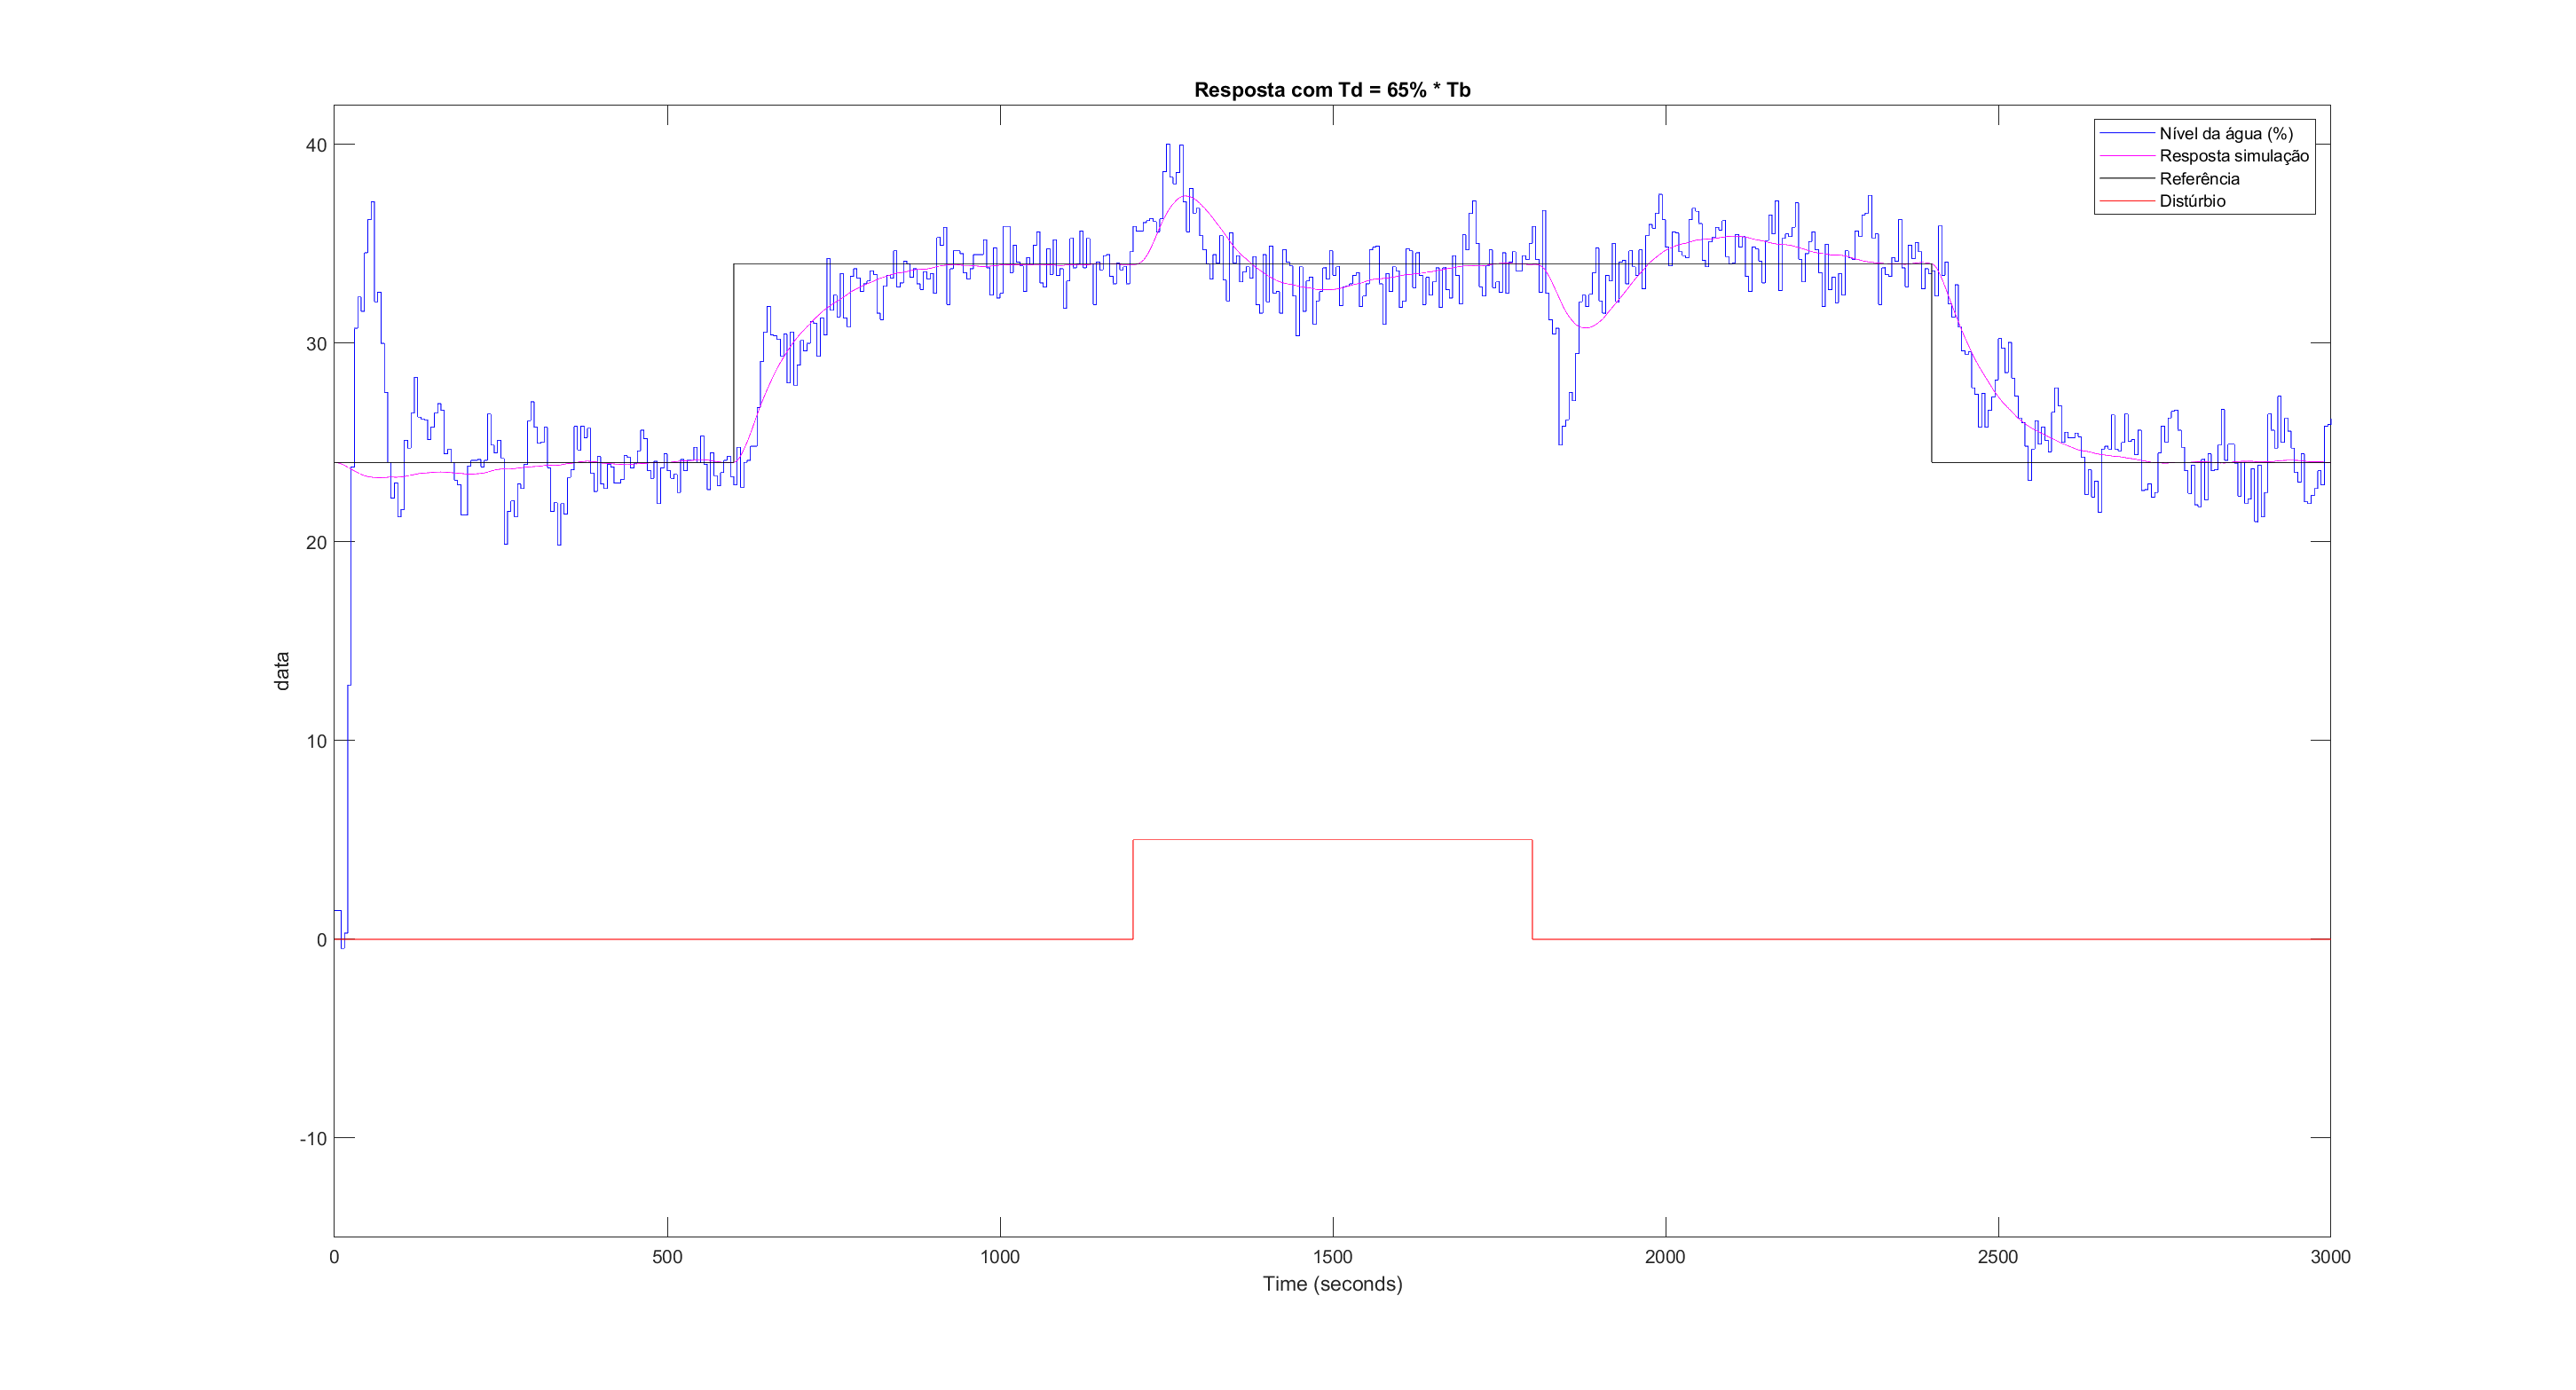 Resposta com Td = 65% * Tb
Nível da água (%)
Resposta simulação
Referência
Distúrbio
40
30
20
10
0
-10
data
0 500 1000 1500 2000 2500 3000
Time (seconds)